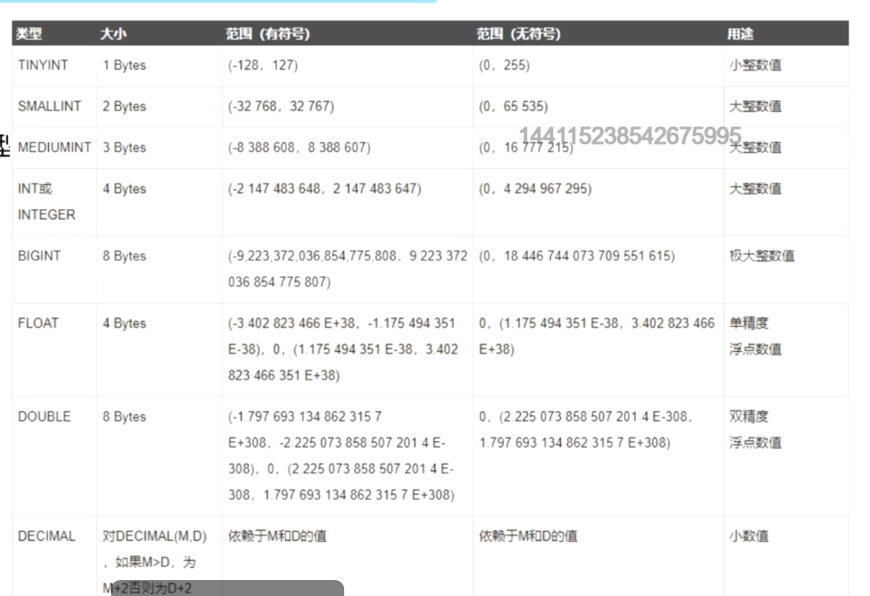 类型 大小 范围（有符号） 范围（无符号） 用途
TINYINT 1 Bytes (-128，127) (0，255) 小整数值
SMALLINT 2 Bytes (-32 768，32 767) (0，65 535) 大整数值
144115238542675995
型 MEDIUMINT 3 Bytes (-8 388 608，8 388 607) (0，16 777 215) 大整数值
INT或 4 Bytes (-2 147 483 648，2 147 483 647) (0，4 294 967 295) 大整数值
INTEGER
BIGINT 8 Bytes (-9,223,372,036,854,775,808，9 223 372 (0，18 446 744 073 709 551 615) 极大整数值
036 854 775 807)
FLOAT 4 Bytes (-3.402 823 466 E+38，-1.175 494 351 0，(1.175 494 351 E-38，3.402 823 466 单精度
E-38)，0，(1.175 494 351 E-38，3.402 E+38) 浮点数值
823 466 351 E+38)
DOUBLE 8 Bytes (-1.797 693 134 862 315 7 0，(2.225 073 858 507 201 4 E-308， 双精度
E+308，-2.225 073 858 507 201 4 E- 1.797 693 134 862 315 7 E+308) 浮点数值
308)，0，(2.225 073 858 507 201 4 E-
308，1.797 693 134 862 315 7 E+308)
DECIMAL 对DECIMAL(M,D) 依赖于M和D的值 依赖于M和D的值 小数值
，如果M>D，为
M+2否则为D+2